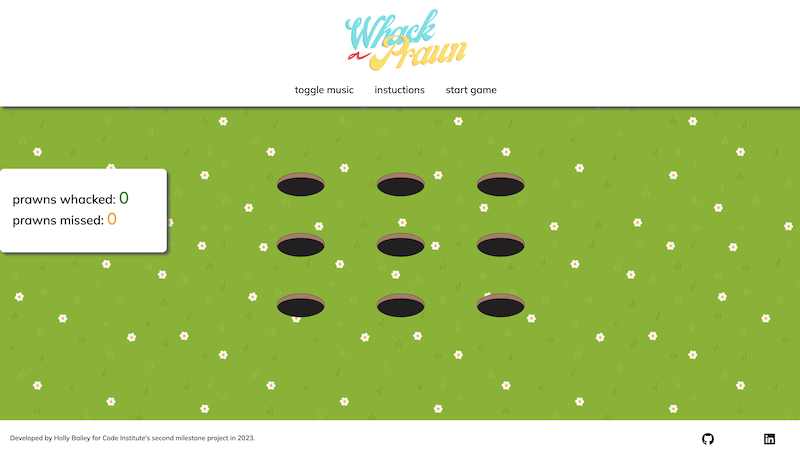 Whack
a Prawn
toggle music instuctions start game
prawns whacked: 0
prawns missed: 0
Developed by Holly Bailey for Code Institute's second milestone project in 2023.